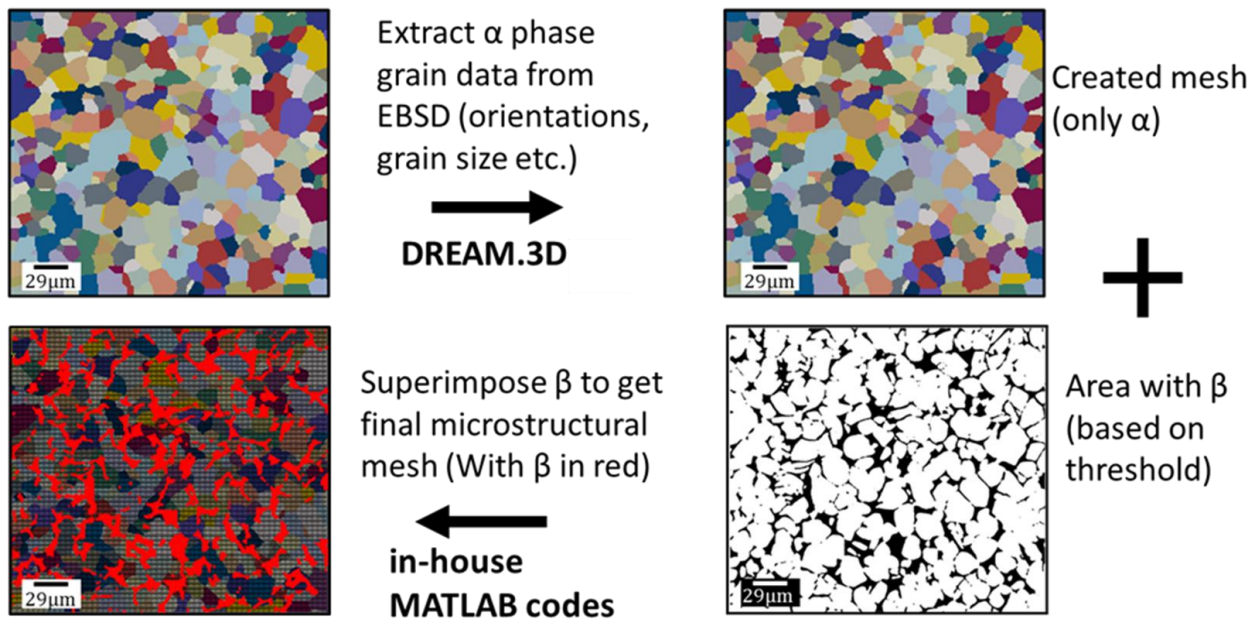 Extract α phase
grain data from
EBSD (orientations,
grain size etc.)
DREAM.3D
29μm
Created mesh
(only α)
29μm
+
Area with β
(based on
threshold)
29μm
Superimpose β to get
final microstructural
mesh (With β in red)
in-house
MATLAB codes
29μm